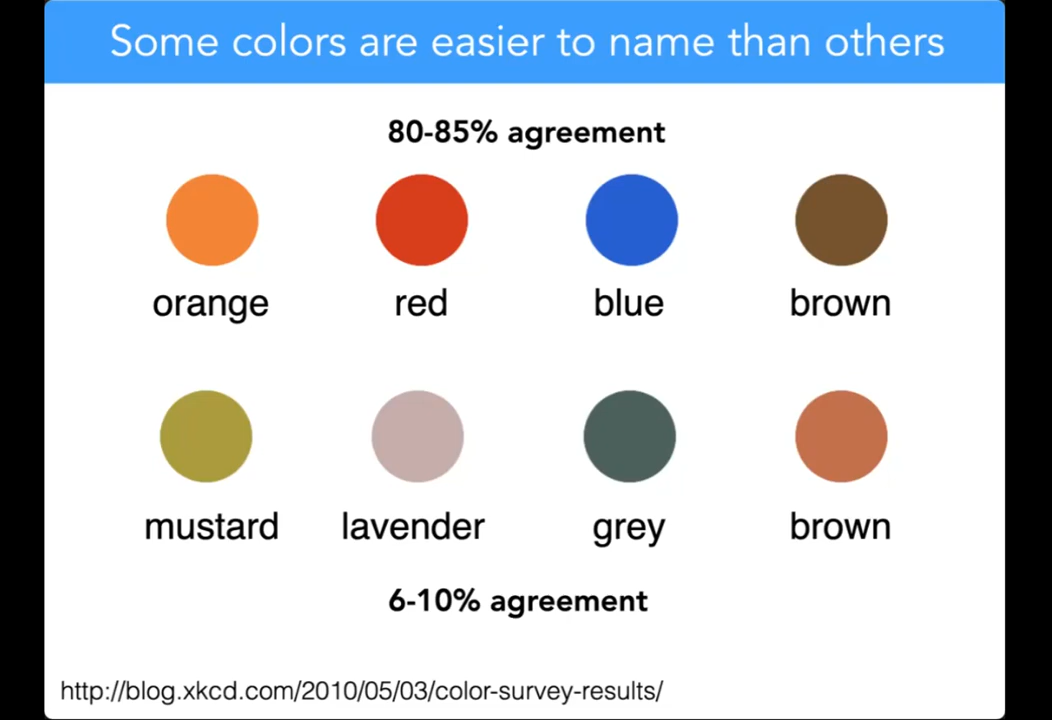 Some colors are easier to name than others
80-85% agreement
orange red blue brown
mustard lavender grey brown
6-10% agreement
http://blog.xkcd.com/2010/05/03/color-survey-results/